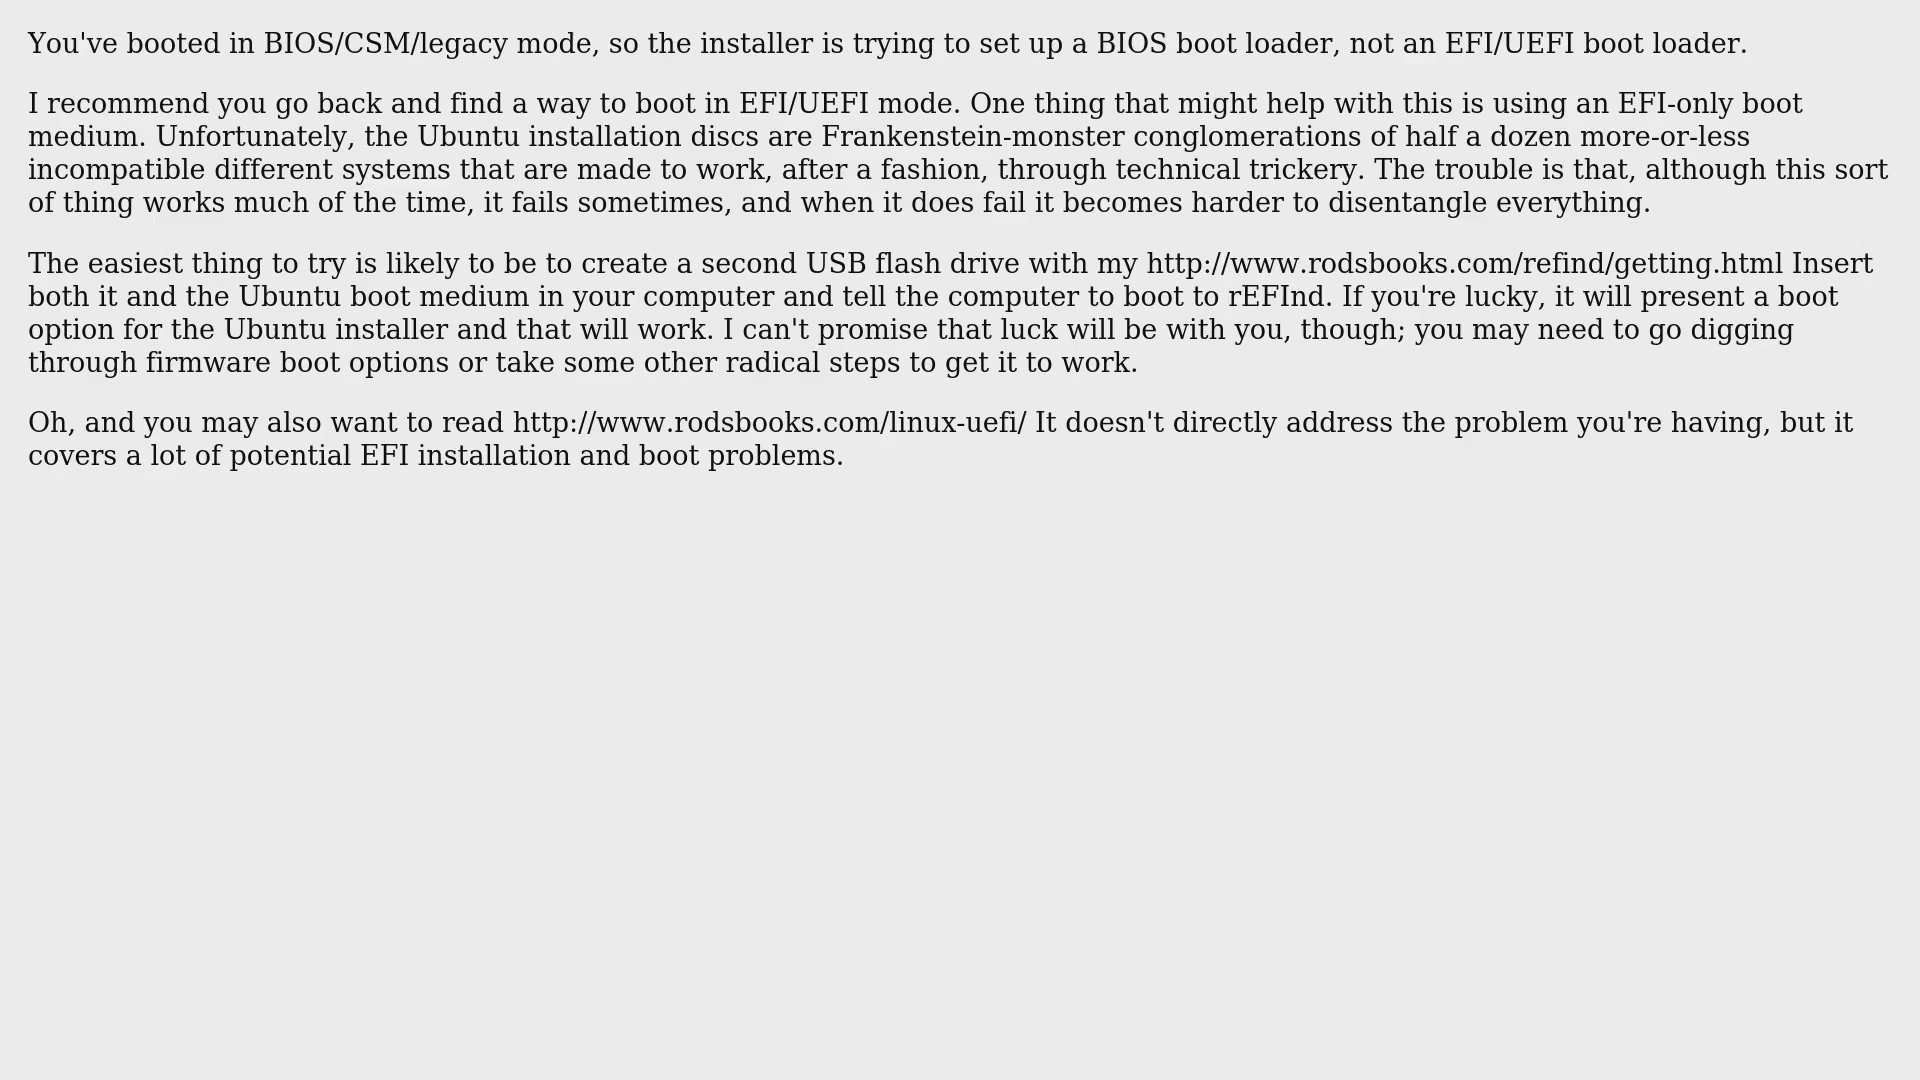 You've booted in BIOS/CSM/legacy mode, so the installer is trying to set up a BIOS boot loader, not an EFI/UEFI boot loader.
I recommend you go back and find a way to boot in EFI/UEFI mode. One thing that might help with this is using an EFI-only boot
medium. Unfortunately, the Ubuntu installation discs are Frankenstein-monster conglomerations of half a dozen more-or-less
incompatible different systems that are made to work, after a fashion, through technical trickery. The trouble is that, although this sort
of thing works much of the time, it fails sometimes, and when it does fail it becomes harder to disentangle everything.
The easiest thing to try is likely to be to create a second USB flash drive with my http://www.rodsbooks.com/refind/getting.html Insert
both it and the Ubuntu boot medium in your computer and tell the computer to boot to rEFInd. If you're lucky, it will present a boot
option for the Ubuntu installer and that will work. I can't promise that luck will be with you, though; you may need to go digging
through firmware boot options or take some other radical steps to get it to work.
Oh, and you may also want to read http://www.rodsbooks.com/linux-uefi/ It doesn't directly address the problem you're having, but it
covers a lot of potential EFI installation and boot problems.